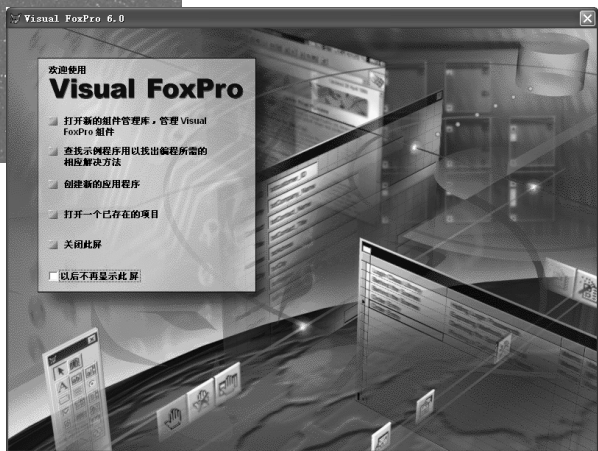 Visual FoxPro 6.0
欢迎使用
Visual FoxPro
打开新的组件管理库，管理 Visual
FoxPro 组件
查找示例程序用以找出编程所需的
相应解决方法
创建新的应用程序
打开一个已存在的项目
关闭此屏
以后不再显示此屏